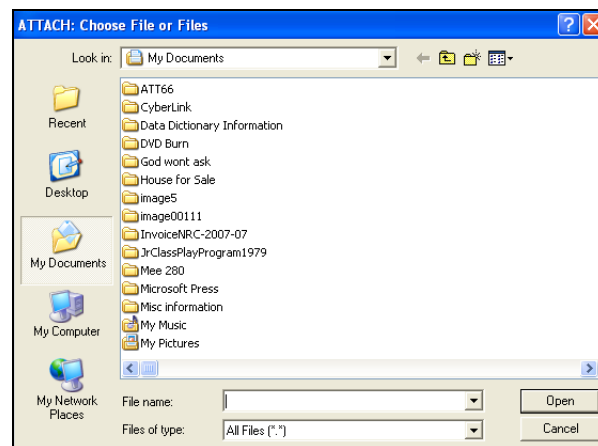 ATTACH: Choose File or Files
Look in: My Documents
Recent
Desktop
My Documents
My Computer
My Network
Places
ATT66
CyberLink
Data Dictionary Information
DVD Burn
God wont ask
House for Sale
image5
image00111
InvoiceNRC-2007-07
JrClassPlayProgram1979
Mee 280
Microsoft Press
Misc information
My Music
My Pictures
File name: Open
Files of type: All Files (*.*) Cancel